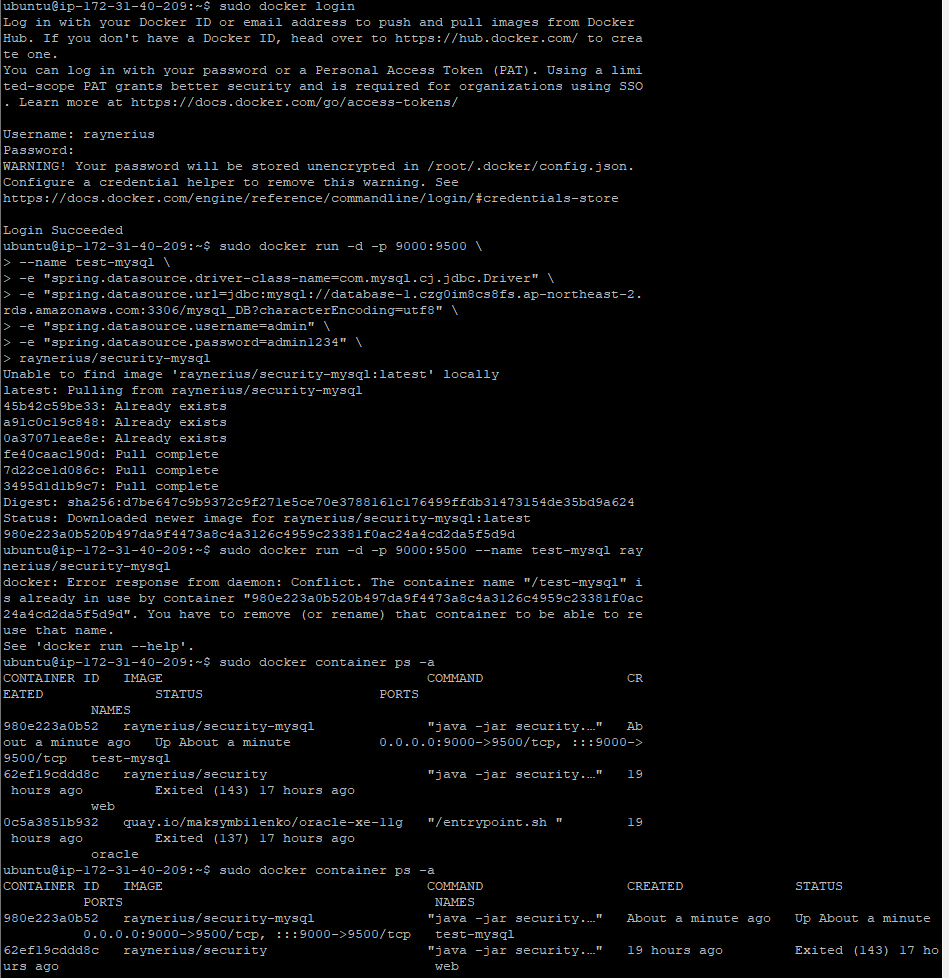 ubuntu@ip-172-31-40-209:~$ sudo docker login
Log in with your Docker ID or email address to push and pull images from Docker
Hub. If you don't have a Docker ID, head over to https://hub.docker.com/ to crea
te one.
You can log in with your password or a Personal Access Token (PAT). Using a limi
ted-scope PAT grants better security and is required for organizations using SSO
. Learn more at https://docs.docker.com/go/access-tokens/
Username: raynerius
Password:
WARNING! Your password will be stored unencrypted in /root/.docker/config.json.
Configure a credential helper to remove this warning. See
https://docs.docker.com/engine/reference/commandline/login/#credentials-store
Login Succeeded
ubuntu@ip-172-31-40-209:~$ sudo docker run -d -p 9000:9500 \
> --name test-mysql \
> -e "spring.datasource.driver-class-name=com.mysql.cj.jdbc.Driver" \
> -e "spring.datasource.url=jdbc:mysql://database-1.czg0im8cs8fs.ap-northeast-2.
rds.amazonaws.com:3306/mysql_DB?characterEncoding=utf8" \
> -e "spring.datasource.username=admin" \
> -e "spring.datasource.password=admin1234" \
> raynerius/security-mysql
Unable to find image 'raynerius/security-mysql:latest' locally
latest: Pulling from raynerius/security-mysql
45b42c59be33: Already exists
a91c0c19c848: Already exists
0a37071eae8e: Already exists
fe40caac190d: Pull complete
7d22ce1d086c: Pull complete
3495d1d1b9c7: Pull complete
Digest: sha256:d7be647c9b9372c9f271e5ce70e3788161c176499ffdb31473154de35bd9a624
Status: Downloaded newer image for raynerius/security-mysql:latest
980e223a0b520b497da9f4473a8c4a3126c4959c23381f0ac24a4cd2da5f5d9d
ubuntu@ip-172-31-40-209:~$ sudo docker run -d -p 9000:9500 --name test-mysql ray
nerius/security-mysql
docker: Error response from daemon: Conflict. The container name "/test-mysql" i
s already in use by container "980e223a0b520b497da9f4473a8c4a3126c4959c23381f0ac
24a4cd2da5f5d9d". You have to remove (or rename) that container to be able to re
use that name.
See 'docker run --help'.
ubuntu@ip-172-31-40-209:~$ sudo docker container ps -a
CONTAINER ID   IMAGE                                 COMMAND                  CR
EATED              STATUS                      PORTS
           NAMES
980e223a0b52   raynerius/security-mysql              "java -jar security.…"   Ab
out a minute ago   Up About a minute           0.0.0.0:9000->9500/tcp, :::9000->
9500/tcp   test-mysql
62ef19cddd8c   raynerius/security                    "java -jar security.…"   19
 hours ago         Exited (143) 17 hours ago
           web
0c5a3851b932   quay.io/maksymbilenko/oracle-xe-11g   "/entrypoint.sh "        19
 hours ago         Exited (137) 17 hours ago
           oracle
ubuntu@ip-172-31-40-209:~$ sudo docker container ps -a
CONTAINER ID   IMAGE                                 COMMAND                  CREATED              STATUS
          PORTS                                       NAMES
980e223a0b52   raynerius/security-mysql              "java -jar security.…"   About a minute ago   Up About a minute
          0.0.0.0:9000->9500/tcp, :::9000->9500/tcp   test-mysql
62ef19cddd8c   raynerius/security                    "java -jar security.…"   19 hours ago         Exited (143) 17 ho
urs ago                                               web